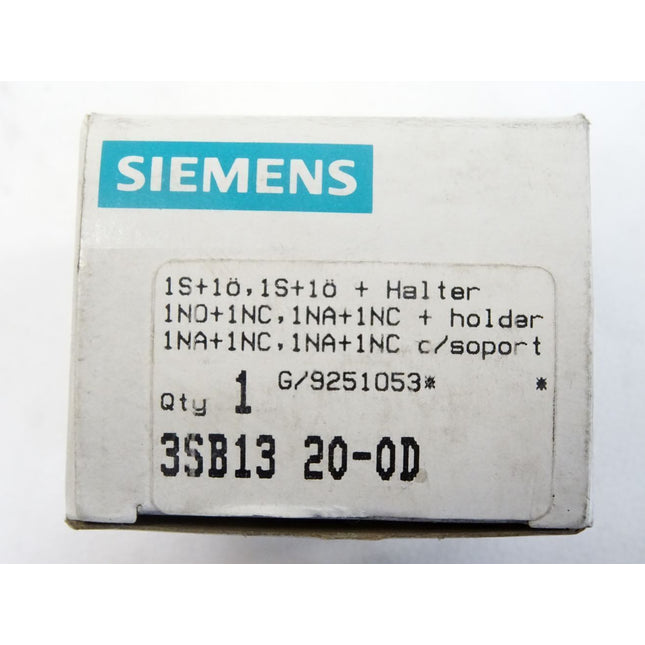 SIEMENS
1S+1Ö,1S+1Ö + Halter
1NO+1NC,1NA+1NC + holder
1NA+1NC,1NA+1NC c/soport
Qty 1 G/9251053* *
3SB13 20-0D